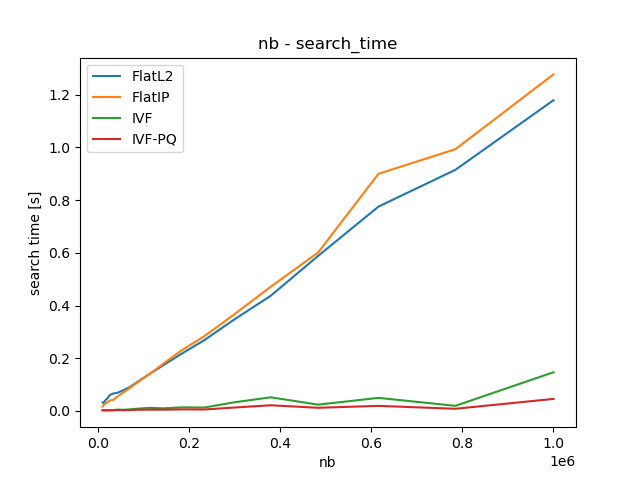 nb - search_time
FlatL2
FlatIP
IVF
IVF-PQ
search time [s]
1.2
1.0
0.8
0.6
0.4
0.2
0.0
0.0 0.2 0.4 0.6 0.8 1.0
1e6
nb